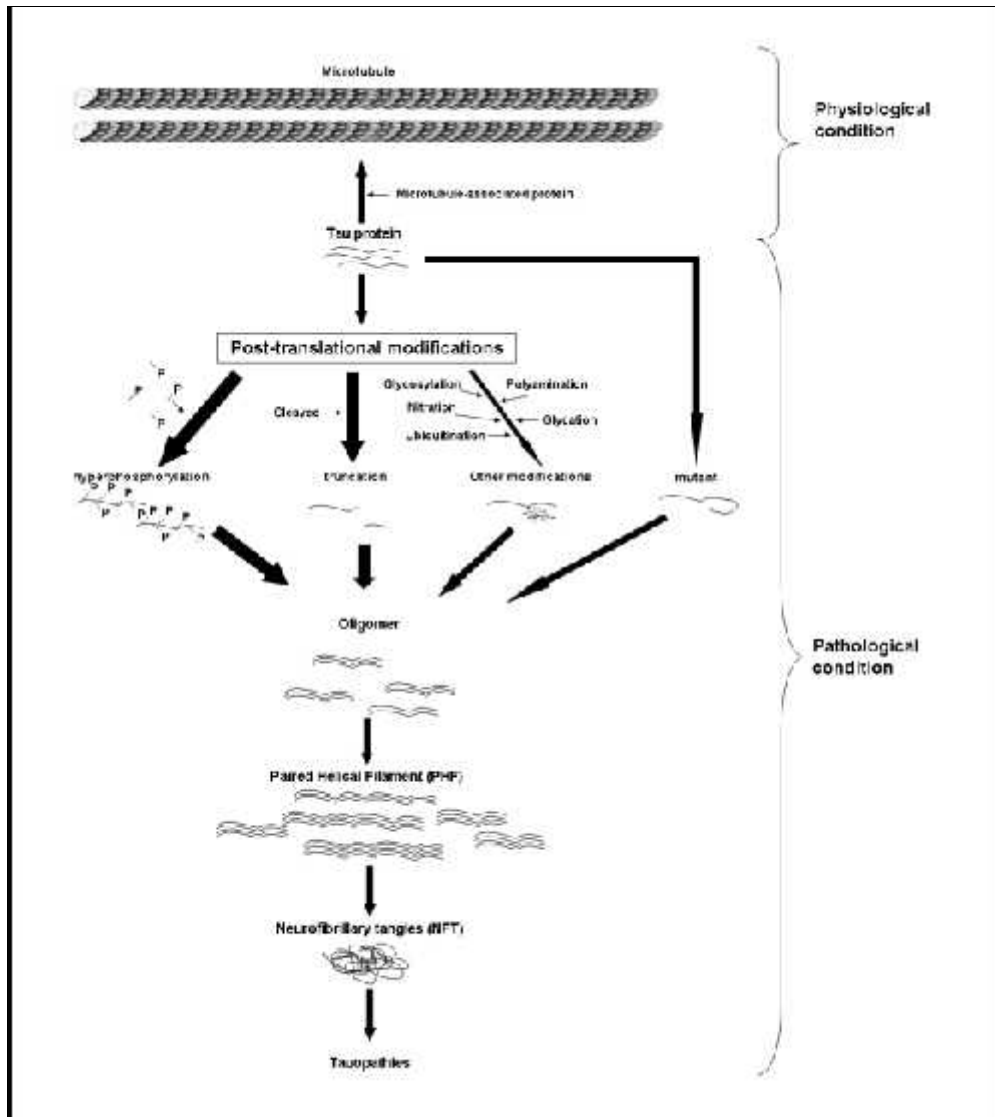 Microtubule
Physiological
condition
Microtubule-associated protein
Tau protein
Post-translational modifications
P
P
P
P
Cleaved
Glycosylation
Polyamination
Nitration
Glycation
Ubiquitination
hyperphosphorylation
truncation
Other modifications
mutant
P
P
P
P
P
P
P
P
Oligomer
Pathological
condition
Paired Helical Filament (PHF)
Neurofibrillary tangles (NFT)
Tauopathies